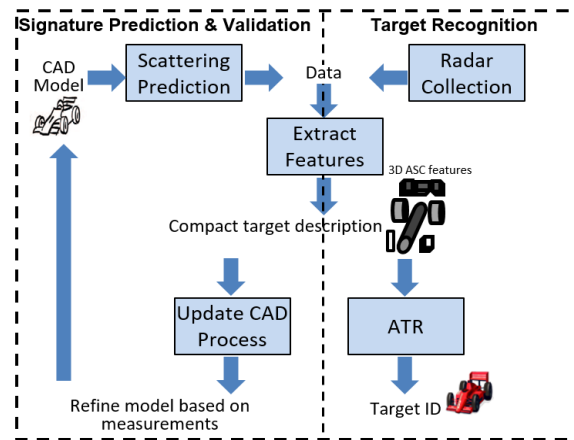 Signature Prediction & Validation
Target Recognition
CAD
Model
Scattering
Prediction
Data
Radar
Collection
Extract
Features
3D ASC features
Compact target description
Update CAD
Process
ATR
Refine model based on
measurements
Target ID